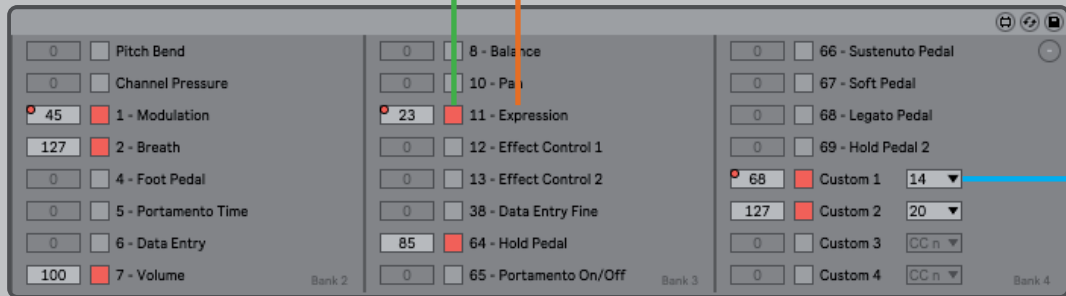 0 Pitch Bend
0 Channel Pressure
45 1 - Modulation
127 2 - Breath
0 4 - Foot Pedal
0 5 - Portamento Time
0 6 - Data Entry
100 7 - Volume
Bank 2
0 8 - Balance
0 10 - Pan
23 11 - Expression
0 12 - Effect Control 1
0 13 - Effect Control 2
0 38 - Data Entry Fine
85 64 - Hold Pedal
0 65 - Portamento On/Off
Bank 3
0 66 - Sustenuto Pedal
0 67 - Soft Pedal
0 68 - Legato Pedal
0 69 - Hold Pedal 2
68 Custom 1 14
127 Custom 2 20
0 Custom 3 CC n
0 Custom 4 CC n
Bank 4